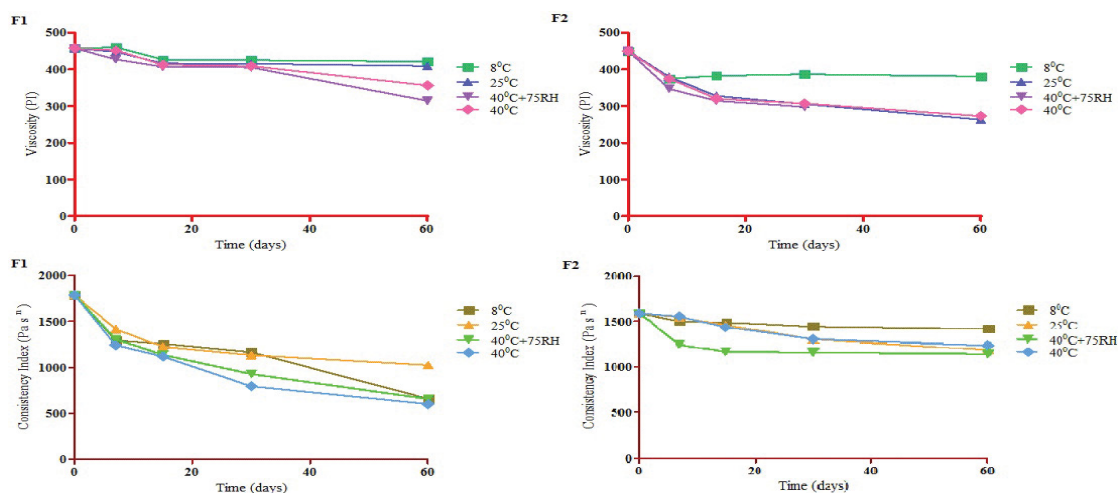 F1
500
400
300
200
100
0
Viscosity (Pl)
0 20 40 60
Time (days)
8⁰C
25⁰C
40⁰C+75RH
40⁰C
F2
500
400
300
200
100
0
Viscosity (Pl)
0 20 40 60
Time (days)
8⁰C
25⁰C
40⁰C+75RH
40⁰C
F1
2000
1500
1000
500
0
Consistency Index (Pa s ⁿ)
0 20 40 60
Time (days)
8⁰C
25⁰C
40⁰C+75RH
40⁰C
F2
2000
1500
1000
500
0
Consistency Index (Pa s ⁿ)
0 20 40 60
Time (days)
8⁰C
25⁰C
40⁰C+75RH
40⁰C